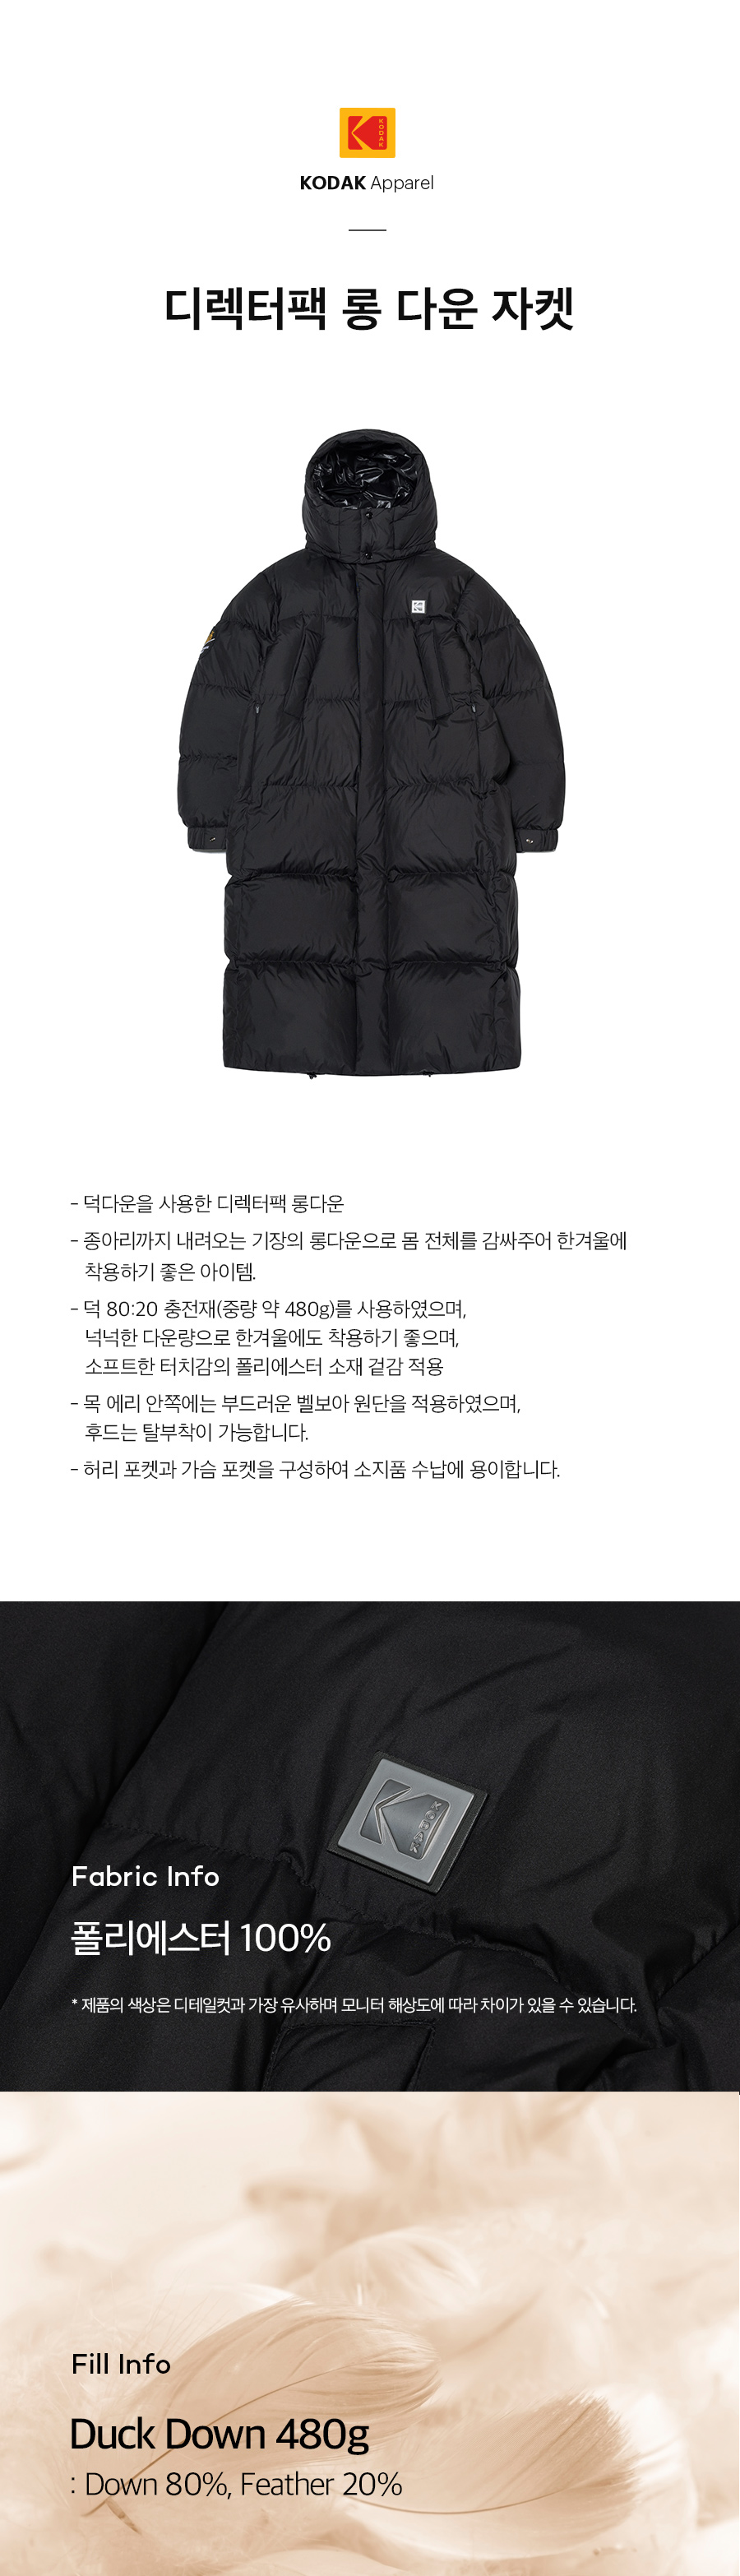 KODAK
KODAK Apparel
디렉터팩 롱 다운 자켓
- 덕다운을 사용한 디렉터팩 롱다운
- 종아리까지 내려오는 기장의 롱다운으로 몸 전체를 감싸주어 한겨울에
착용하기 좋은 아이템.
- 덕 80:20 충전재(중량 약 480g)를 사용하였으며,
넉넉한 다운량으로 한겨울에도 착용하기 좋으며,
소프트한 터치감의 폴리에스터 소재 겉감 적용
- 목 에리 안쪽에는 부드러운 벨보아 원단을 적용하였으며,
후드는 탈부착이 가능합니다.
- 허리 포켓과 가슴 포켓을 구성하여 소지품 수납에 용이합니다.
KODAK
Fabric Info
폴리에스터 100%
* 제품의 색상은 디테일컷과 가장 유사하며 모니터 해상도에 따라 차이가 있을 수 있습니다.
Fill Info
Duck Down 480g
: Down 80%, Feather 20%